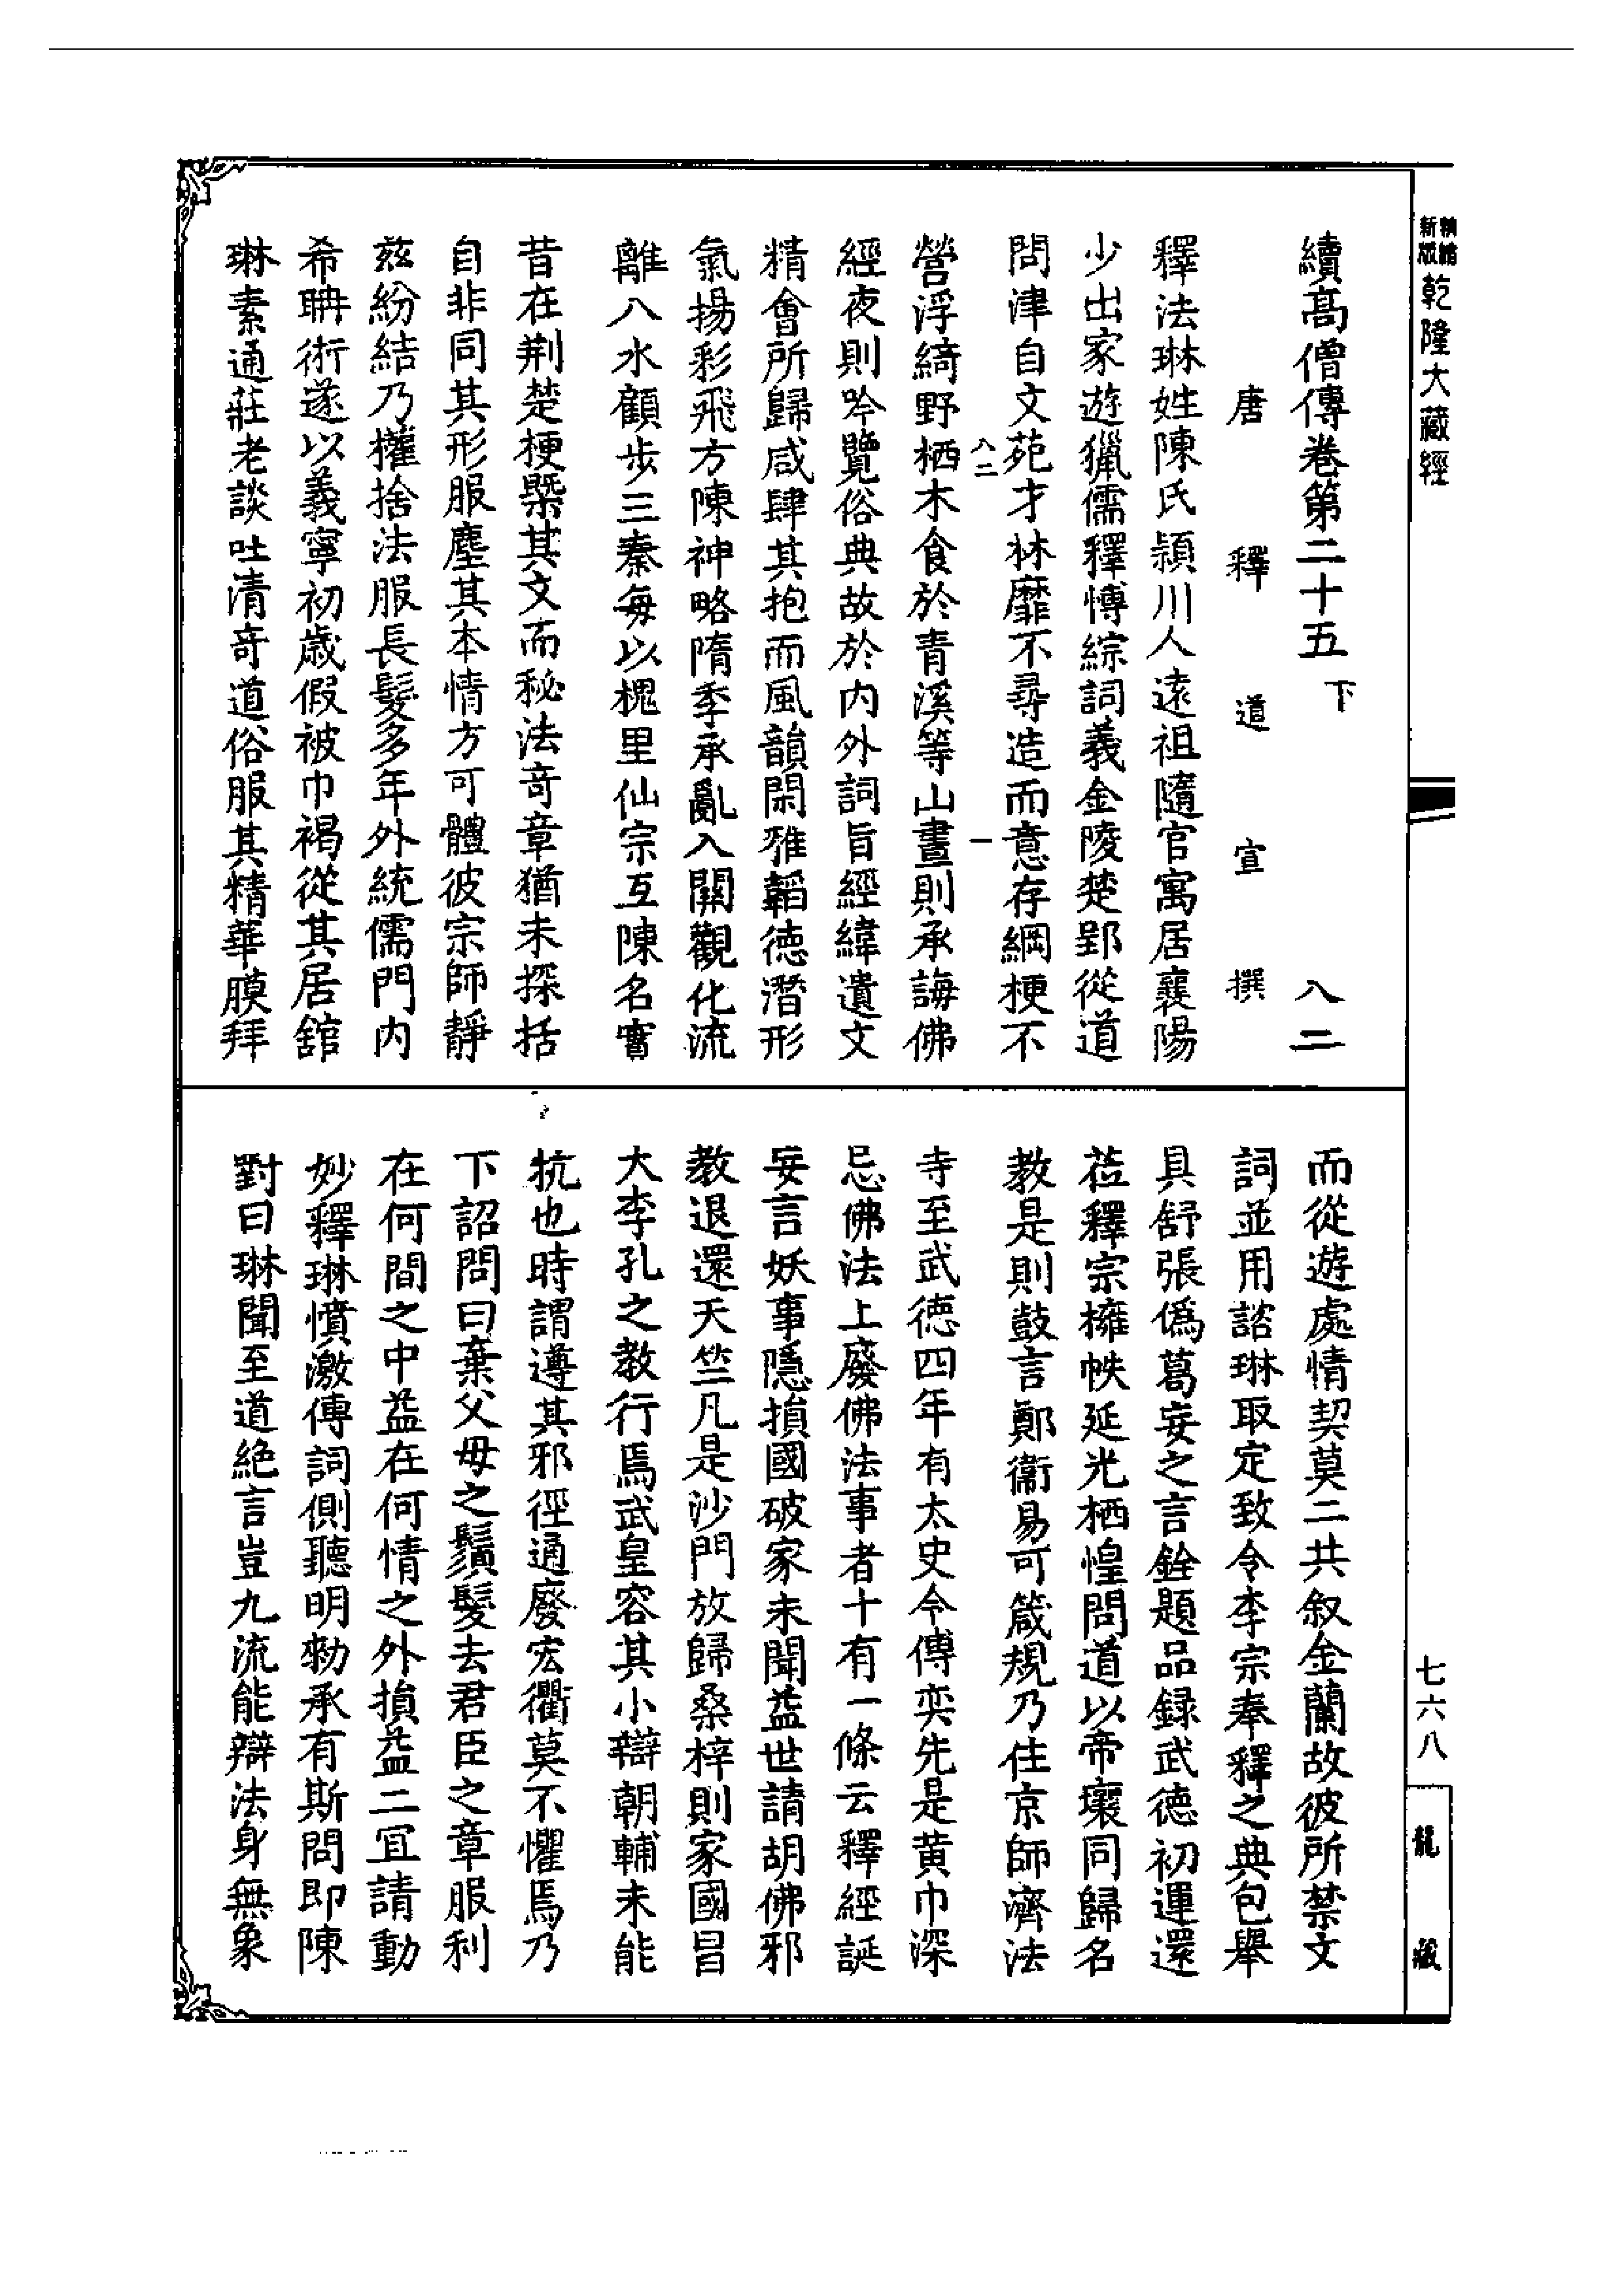 精縮新版乾隆大藏經
續高僧傳卷第二十五下 八二
唐釋道宣撰
釋法琳姓陳氏頴川人遠祖隨官寓居襄陽
少出家遊獵儒釋博綜詞義金陵楚郢從道
問津自文苑才林靡不尋造而意存綱梗不
八二 一
營浮綺野栖木食於青溪等山晝則承誨佛
經夜則吟覽俗典故於內外詞旨經緯遺文
精會所歸咸肆其抱而風韻閑雅韜德潛形
氣揚彩飛方陳神略隋季承亂入關觀化流
離八水顧步三秦每以槐里仙宗互陳名實
昔在荆楚梗槩其文而秘法奇章猶未探括
自非同其形服塵其本情方可體彼宗師靜
茲紛結乃權捨法服長髮多年外統儒門內
希聃術遂以義寧初歲假被巾褐從其居舘
琳素通莊老談吐清奇道俗服其精華膜拜
而從遊處情契莫二共叙金蘭故彼所禁文
詞並用諮琳取定致令李宗奉釋之典包舉
具舒張偽葛妄之言銓題品録武德初運還
莅釋宗擁帙延光栖惶問道以帝壤同歸名
教是則鼓言鄭衞易可箴規乃住京師濟法
寺至武德四年有太史令傅奕先是黄巾深
忌佛法上廢佛法事者十有一條云釋經誕
妄言妖事隱損國破家未聞益世請胡佛邪
教退還天竺凡是沙門放歸桑梓則家國昌
大李孔之教行焉武皇容其小辯朝輔未能
抗也時謂遵其邪徑通廢宏衢莫不懼焉乃
下詔問曰棄父母之鬚髮去君臣之章服利
在何間之中益在何情之外損益二宜請動
妙釋琳憤激傳詞側聽明勑承有斯問即陳
對曰琳聞至道絶言豈九流能辯法身無象
七六八
龍藏